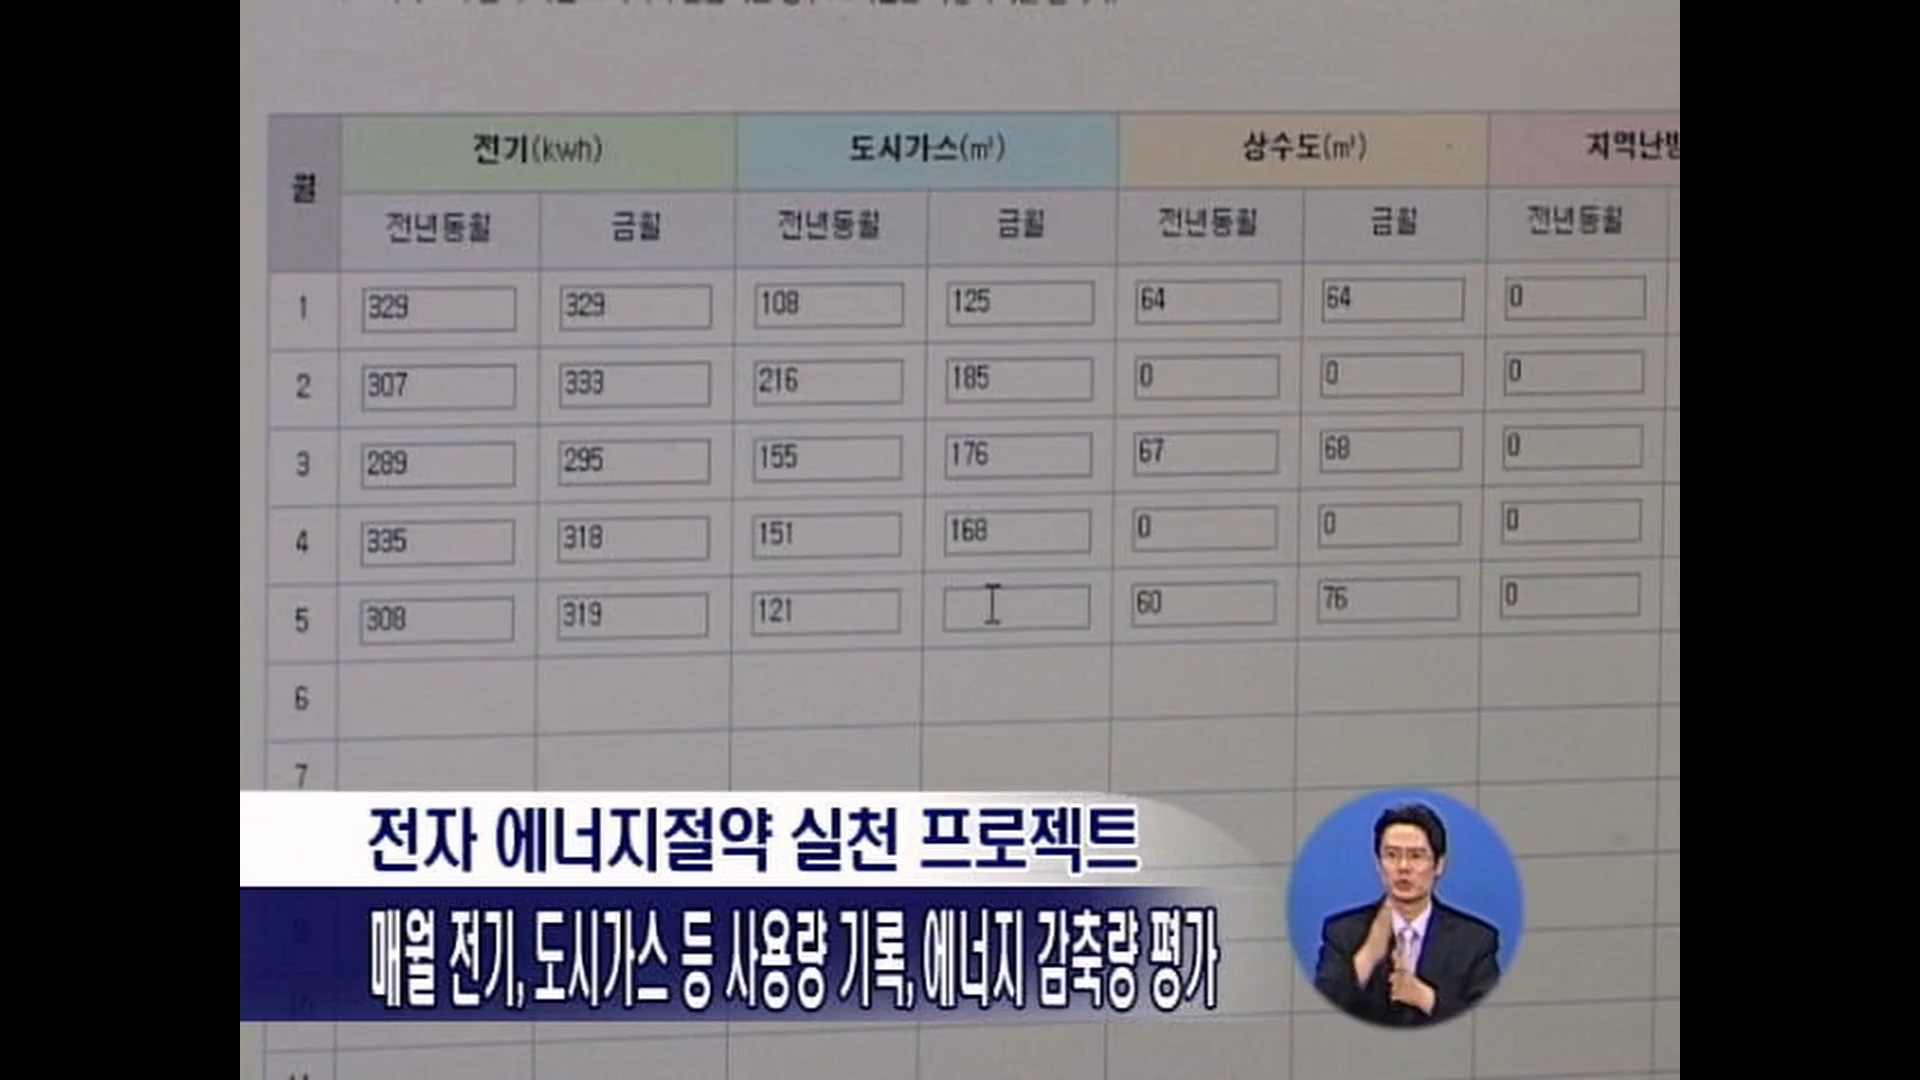 월 전기(kwh) 도시가스(㎥) 상수도(㎥) 지역난방
전년동월 금월 전년동월 금월 전년동월 금월 전년동월
1 329 329 108 125 64 64 0
2 307 333 216 185 0 0 0
3 289 295 155 176 67 68 0
4 335 318 151 168 0 0 0
5 308 319 121 60 76 0
6
7
전자 에너지절약 실천 프로젝트
매월 전기, 도시가스 등 사용량 기록, 에너지 감축량 평가